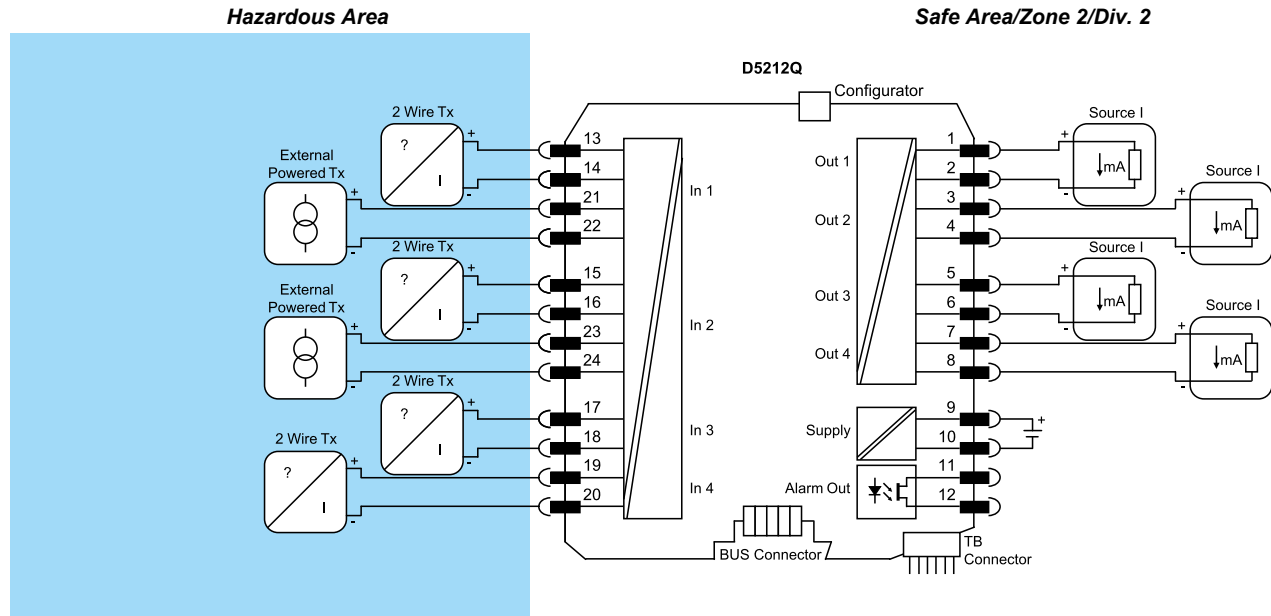 Hazardous Area
Safe Area/Zone 2/Div. 2
D5212Q
Configurator
2 Wire Tx
?
I
+
-
External
Powered Tx
+
-
13
14
21
22
In 1
2 Wire Tx
?
I
+
-
External
Powered Tx
+
-
15
16
23
24
In 2
2 Wire Tx
?
I
+
-
2 Wire Tx
?
I
+
-
17
18
19
20
In 3
In 4
Out 1
1
2
+
-
Source I
mA
Out 2
3
4
+
-
Source I
mA
Out 3
5
6
+
-
Source I
mA
Out 4
7
8
+
-
Source I
mA
Supply
9
10
+
Alarm Out
11
12
BUS Connector
TB
Connector